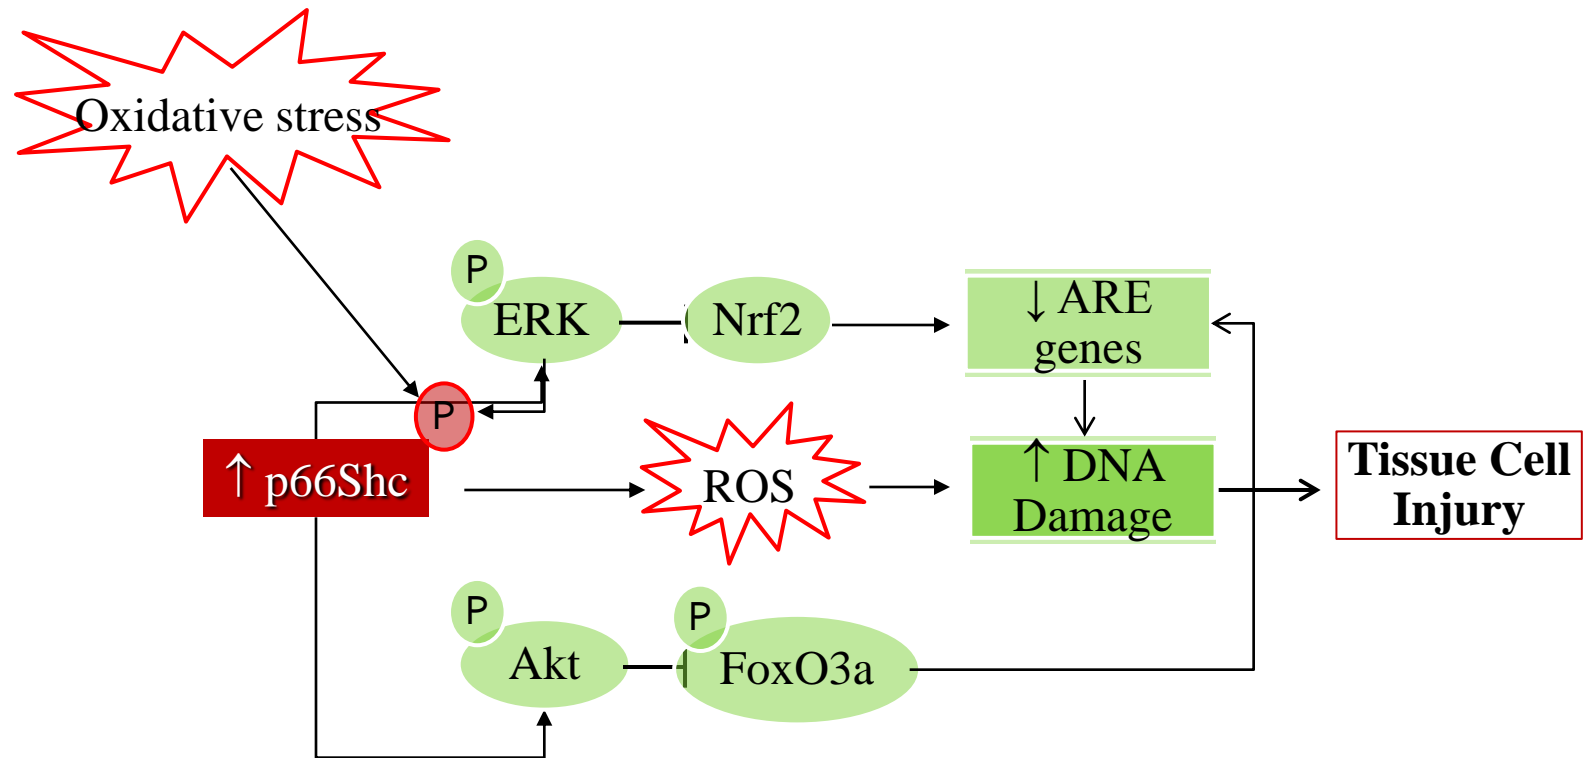 Oxidative stress
P
ERK
Nrf2
↓ ARE
genes
P
↑ p66Shc
ROS
↑ DNA
Damage
Tissue Cell
Injury
P
Akt
P
FoxO3a